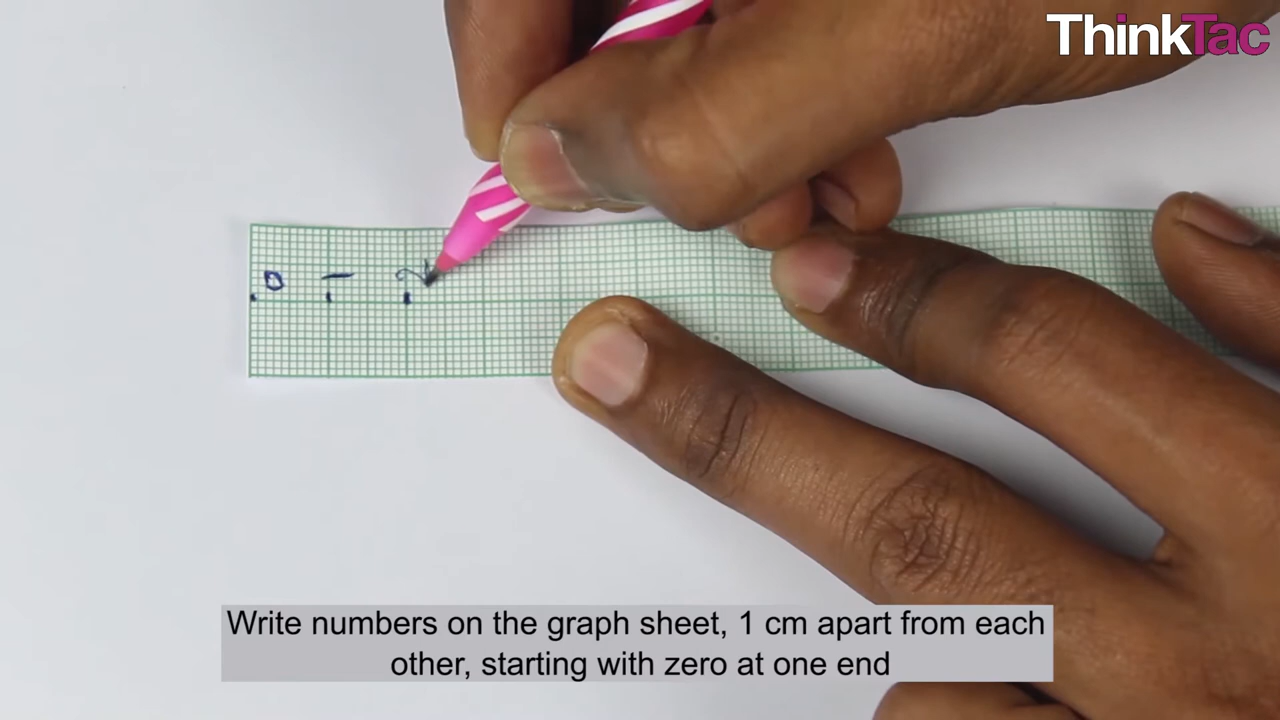 ThinkTac
.0
1
2
Write numbers on the graph sheet, 1 cm apart from each
other, starting with zero at one end